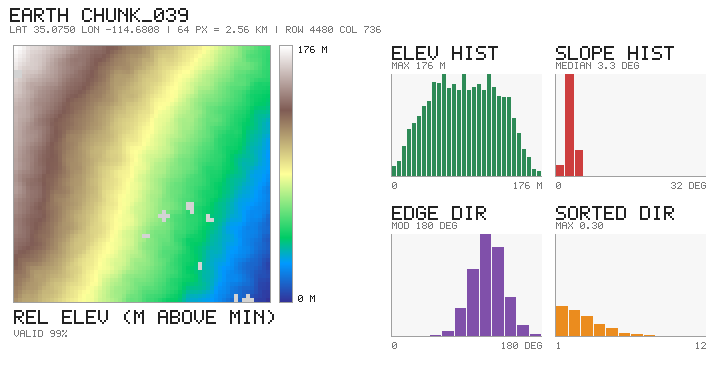 EARTH CHUNK_039
LAT 35.0750 LON -114.6808 | 64 PX = 2.56 KM | ROW 4480 COL 736
176 M
0 M
REL ELEV (M ABOVE MIN)
VALID 99%
ELEV HIST
MAX 176 M
0 176 M
SLOPE HIST
MEDIAN 3.3 DEG
0 32 DEG
EDGE DIR
MOD 180 DEG
0 180 DEG
SORTED DIR
MAX 0.30
1 12